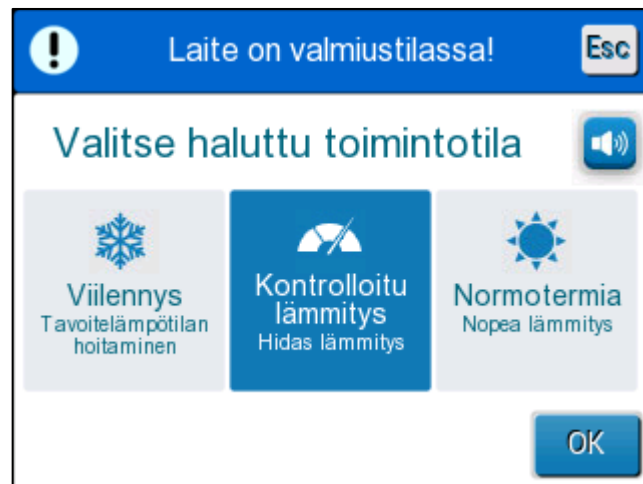 Laite on valmiustilassa!
Esc
Valitse haluttu toimintotila
Viilennys
Tavoitelämpötilan
hoitaminen
Kontrolloitu
lämmitys
Hidas lämmitys
Normotermia
Nopea lämmitys
OK